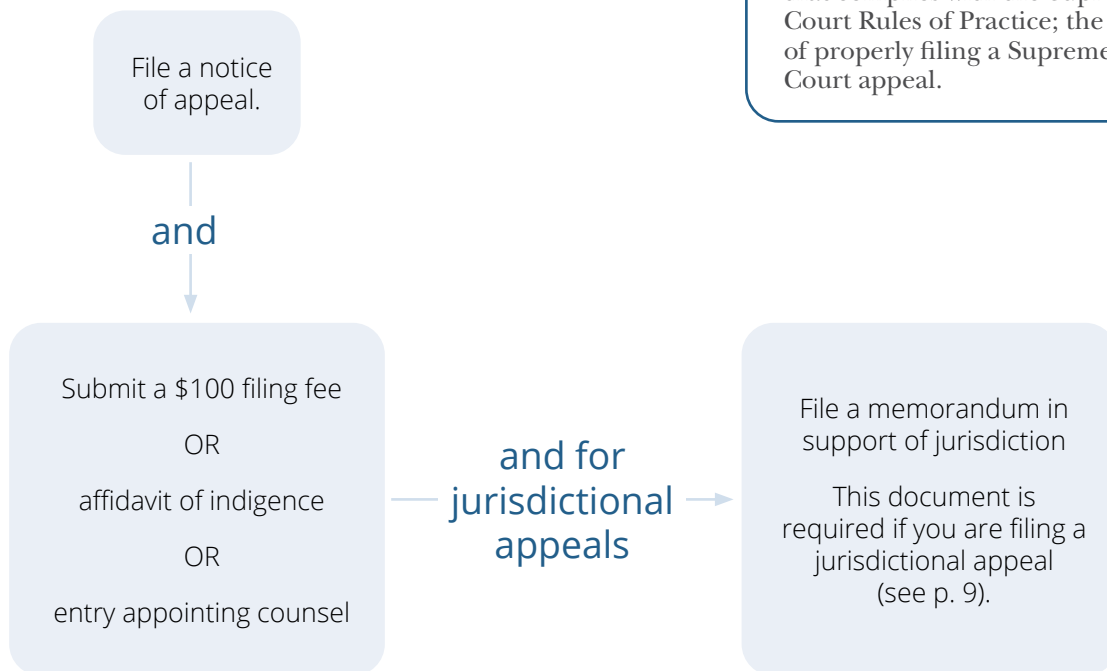 Court Rules of Practice; the
of properly filing a Supreme
Court appeal.
File a notice
of appeal.
and
Submit a $100 filing fee
OR
affidavit of indigence
OR
entry appointing counsel
and for
jurisdictional
appeals
File a memorandum in
support of jurisdiction
This document is
required if you are filing a
jurisdictional appeal
(see p. 9).